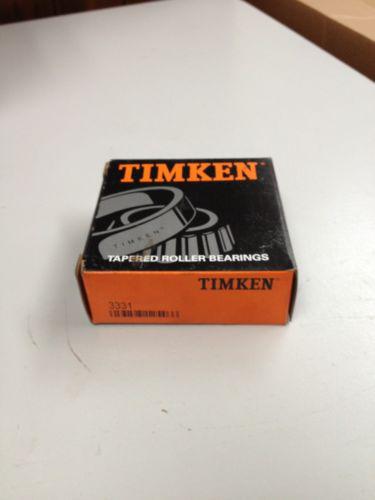 TIMKEN
TIMKEN
TAPERED ROLLER BEARINGS
TIMKEN
3331